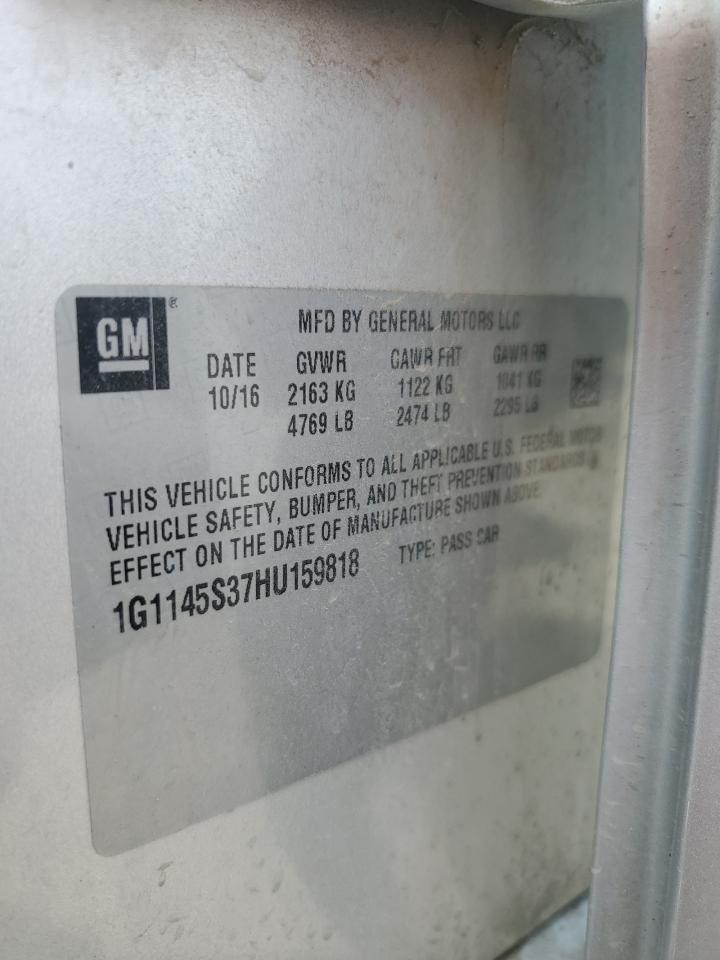 GM ®
MFD BY GENERAL MOTORS LLC
DATE GVWR GAWR FRT GAWR RR
10/16 2163 KG 1122 KG 1041 KG
4769 LB 2474 LB 2295 LB
THIS VEHICLE CONFORMS TO ALL APPLICABLE U.S. FEDERAL MOTOR
VEHICLE SAFETY, BUMPER, AND THEFT PREVENTION STANDARDS IN
EFFECT ON THE DATE OF MANUFACTURE SHOWN ABOVE.
1G1145S37HU159818 TYPE: PASS CAR